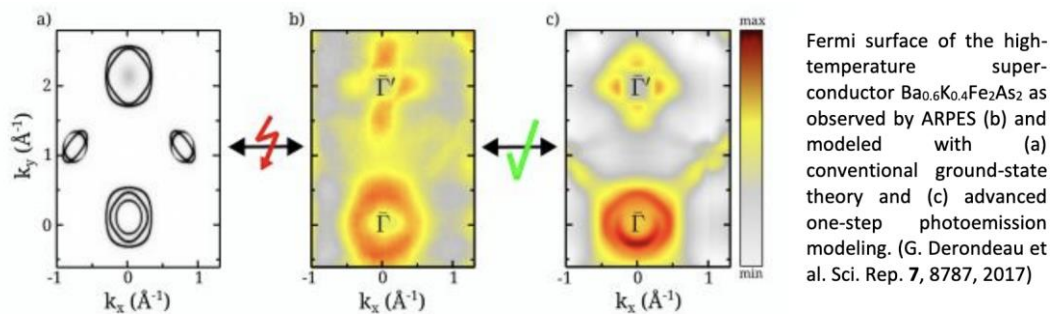 a)
b)
c)
max
min
k_y (Å⁻¹)
2
1
0
-1
0
1
k_x (Å⁻¹)
Γ̄′
Γ̄
-1
0
1
k_x (Å⁻¹)
Γ̄′
Γ̄
-1
0
1
k_x (Å⁻¹)
Fermi surface of the high-
temperature super-
conductor Ba₀.₆K₀.₄Fe₂As₂ as
observed by ARPES (b) and
modeled with (a)
conventional ground-state
theory and (c) advanced
one-step photoemission
modeling. (G. Derondeau et
al. Sci. Rep. 7, 8787, 2017)